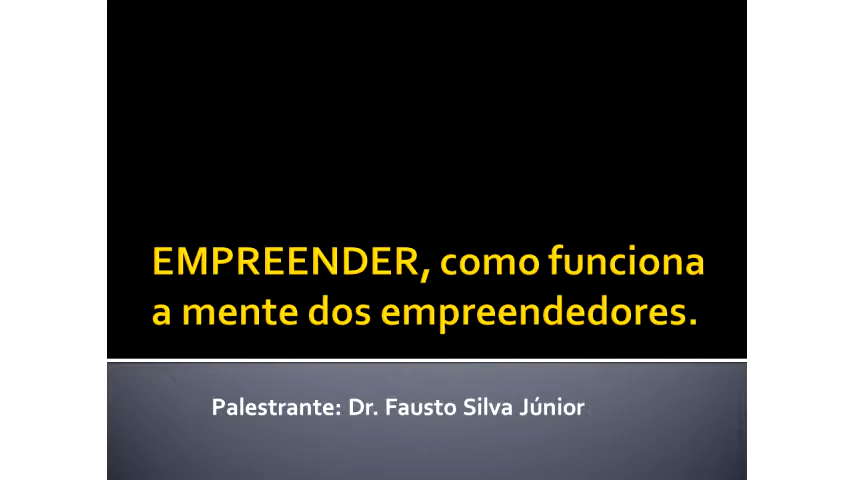 EMPREENDER, como funciona
a mente dos empreendedores.
Palestrante: Dr. Fausto Silva Júnior